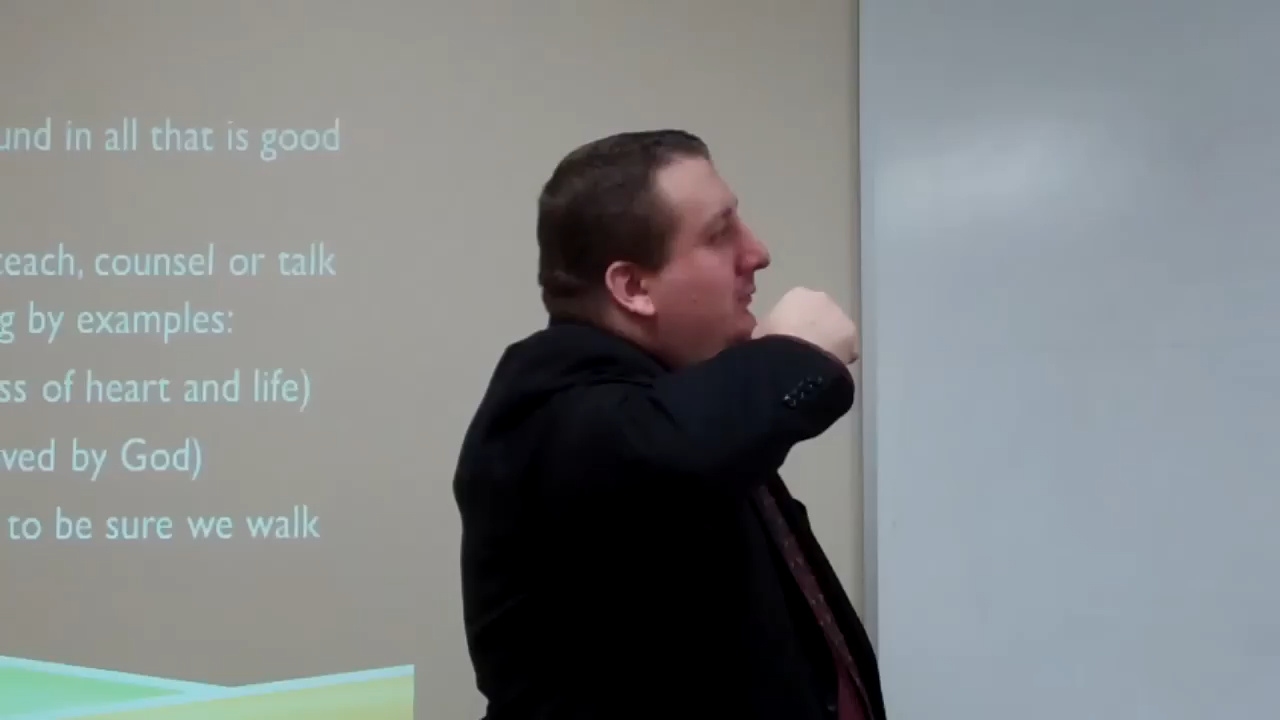 und in all that is good
teach, counsel or talk
g by examples:
ss of heart and life)
ved by God)
to be sure we walk